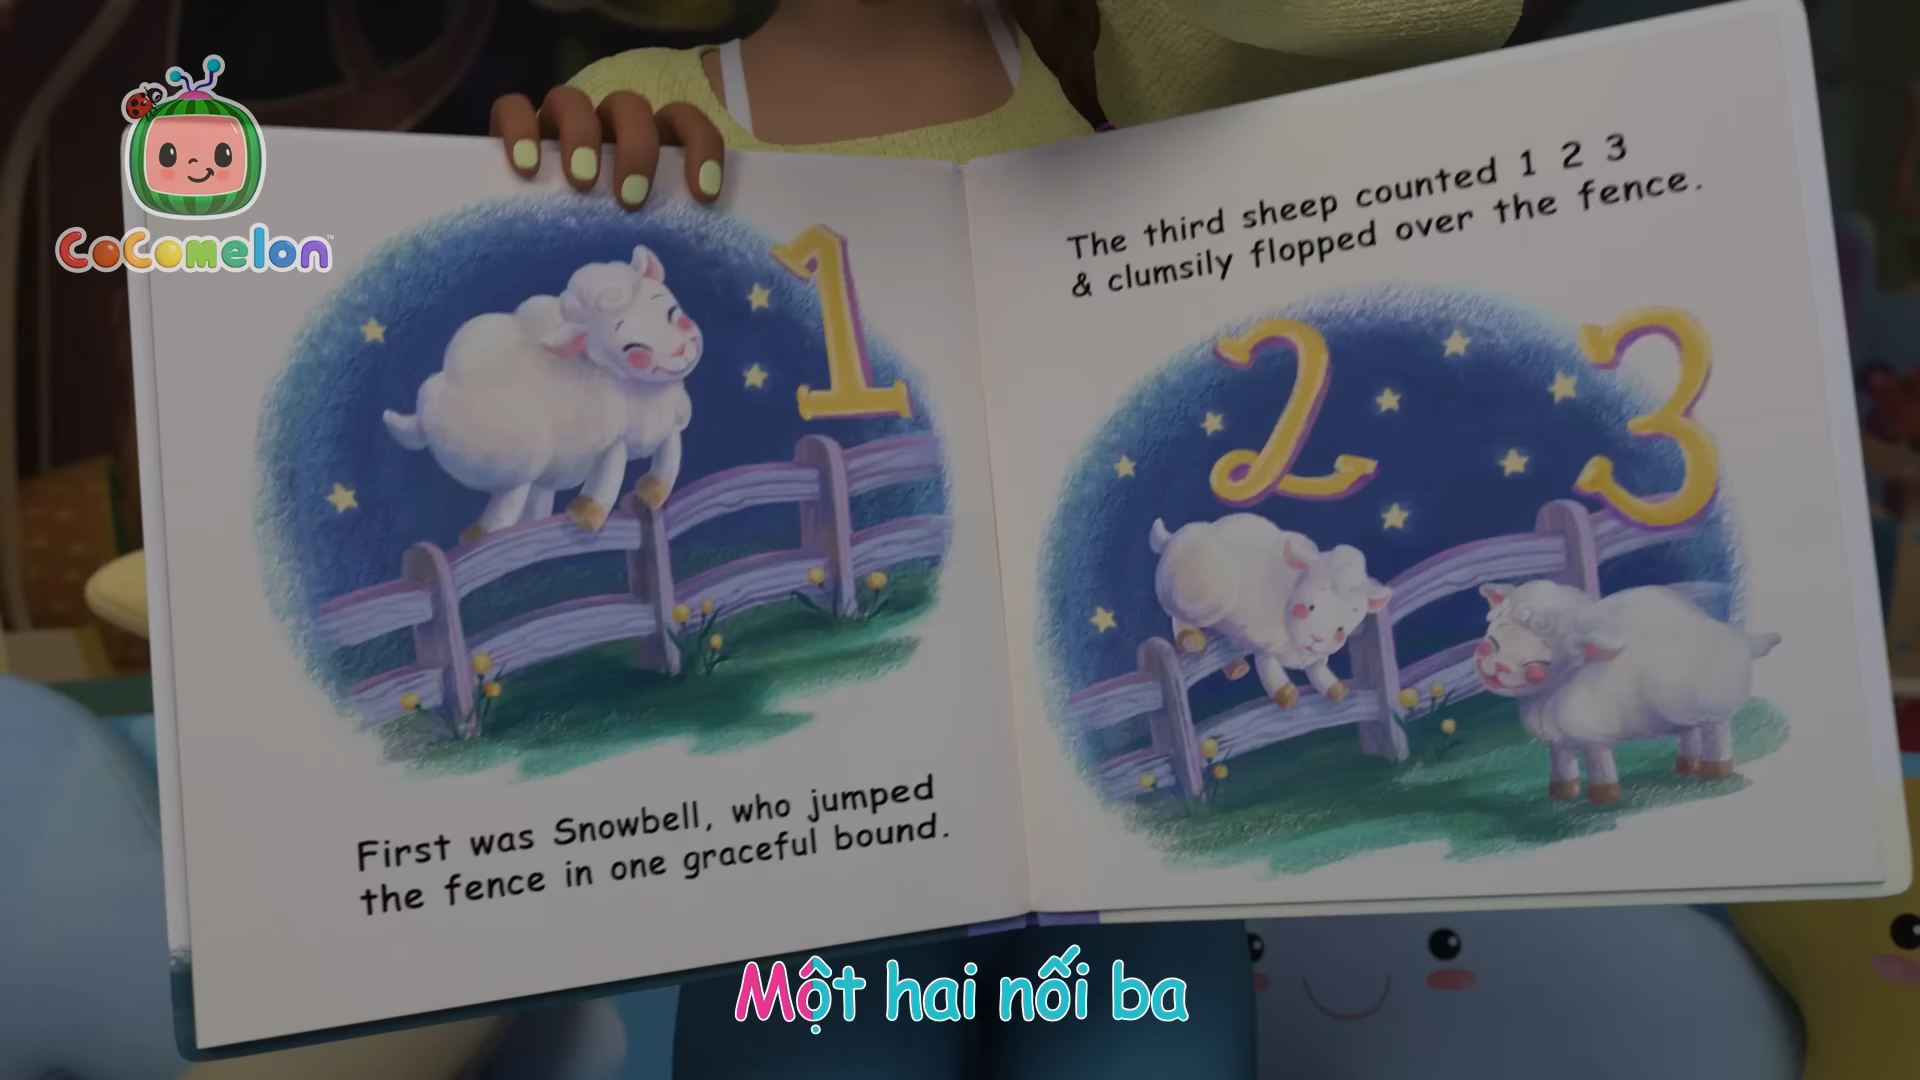 CoCoMelon™
1
First was Snowbell, who jumped
the fence in one graceful bound.
The third sheep counted 1 2 3
& clumsily flopped over the fence.
2 3
Một hai nối ba